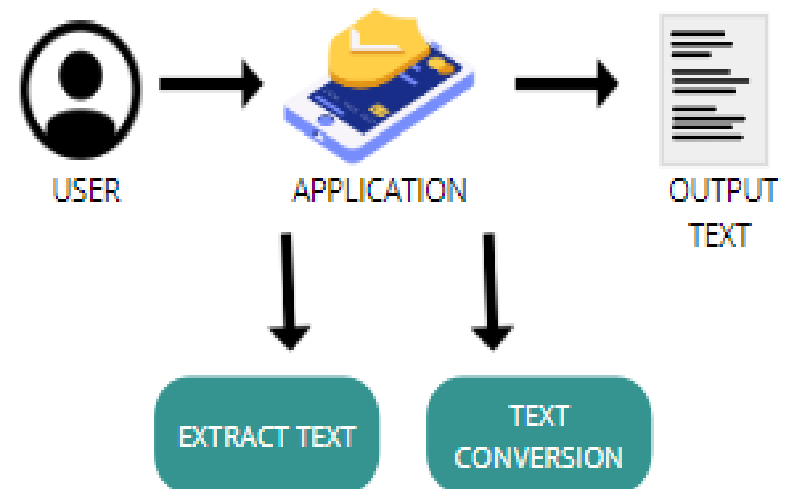 USER
APPLICATION
OUTPUT
TEXT
EXTRACT TEXT
TEXT
CONVERSION